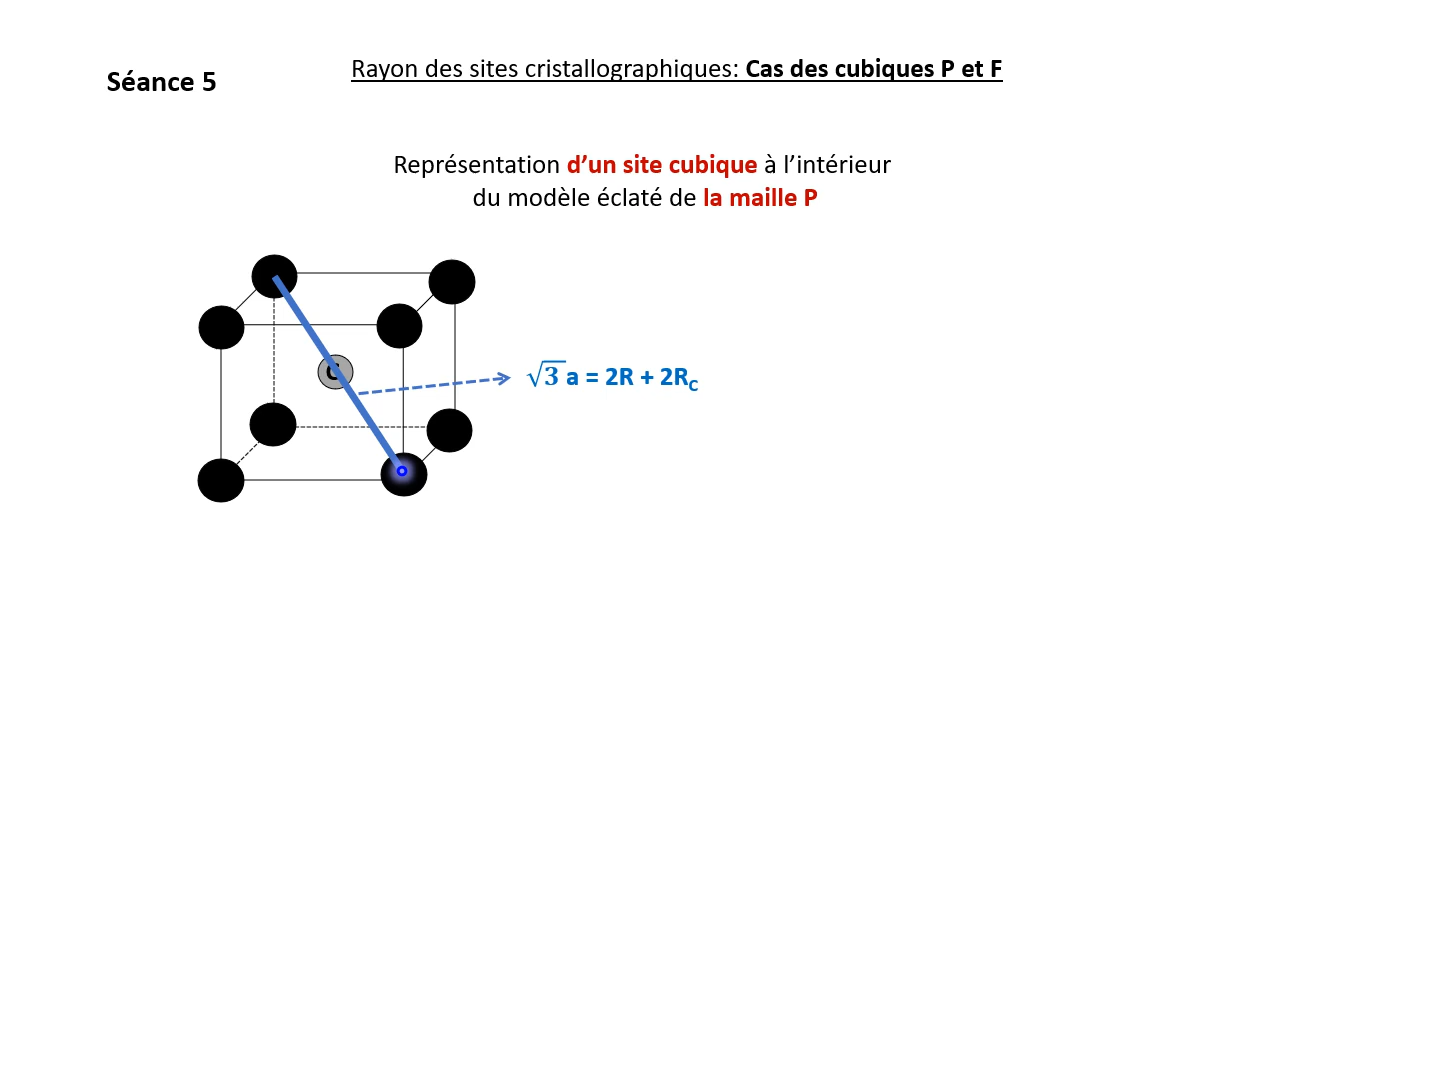 Séance 5
Rayon des sites cristallographiques: Cas des cubiques P et F
Représentation d’un site cubique à l’intérieur
du modèle éclaté de la maille P
C
√3 a = 2R + 2R_C